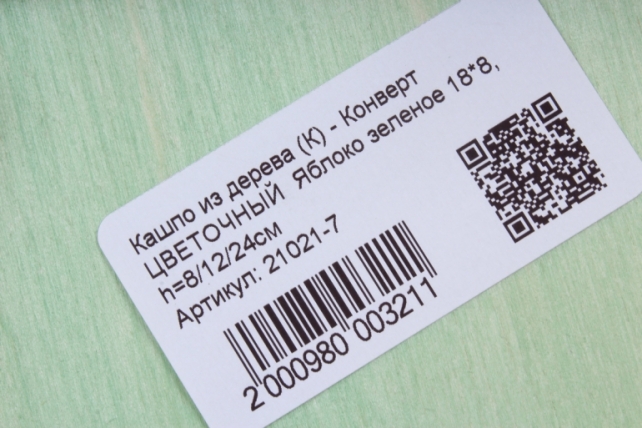 Кашпо из дерева (К) - Конверт
ЦВЕТОЧНЫЙ Яблоко зеленое 18*8,
h=8/12/24см
Артикул: 21021-7
2 000980 003211